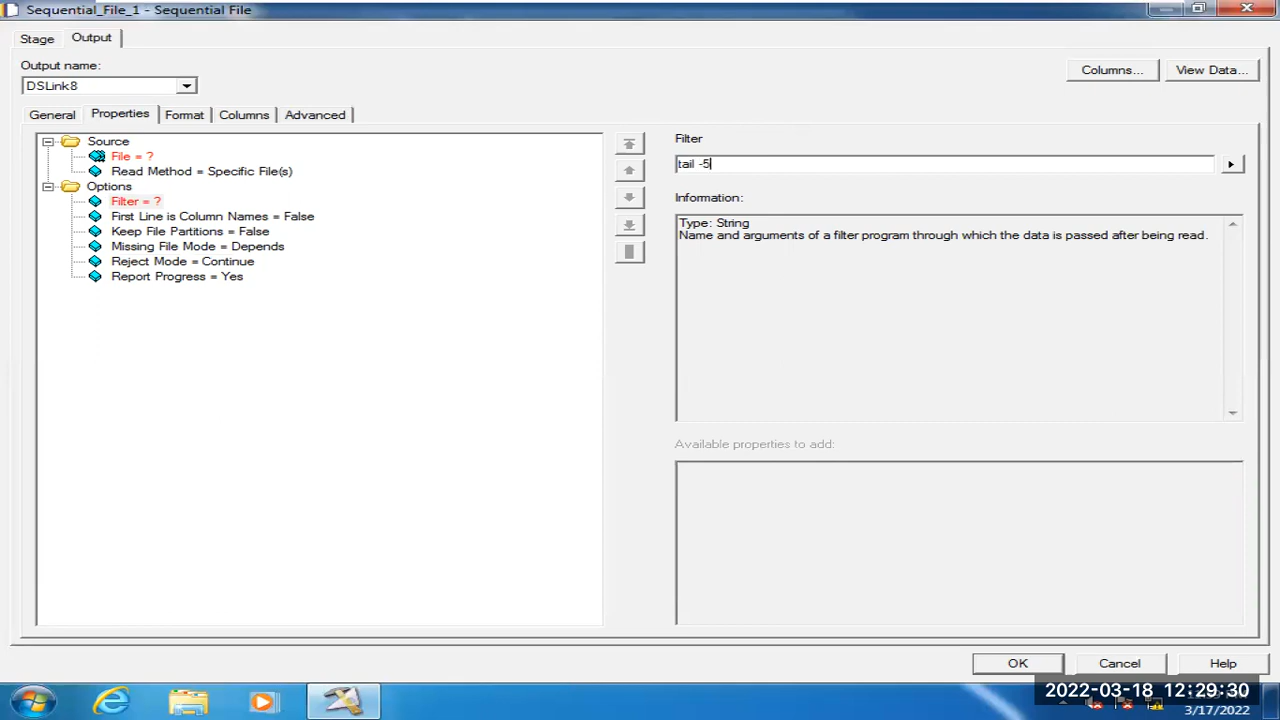 Sequential_File_1 - Sequential File
Stage
Output
Output name:
DSLink8
Columns...
View Data...
General
Properties
Format
Columns
Advanced
Source
File = ?
Read Method = Specific File(s)
Options
Filter = ?
First Line is Column Names = False
Keep File Partitions = False
Missing File Mode = Depends
Reject Mode = Continue
Report Progress = Yes
Filter
tail -5
Information:
Type: String
Name and arguments of a filter program through which the data is passed after being read.
Available properties to add:
OK
Cancel
Help
2022-03-18 12:29:30
3/17/2022